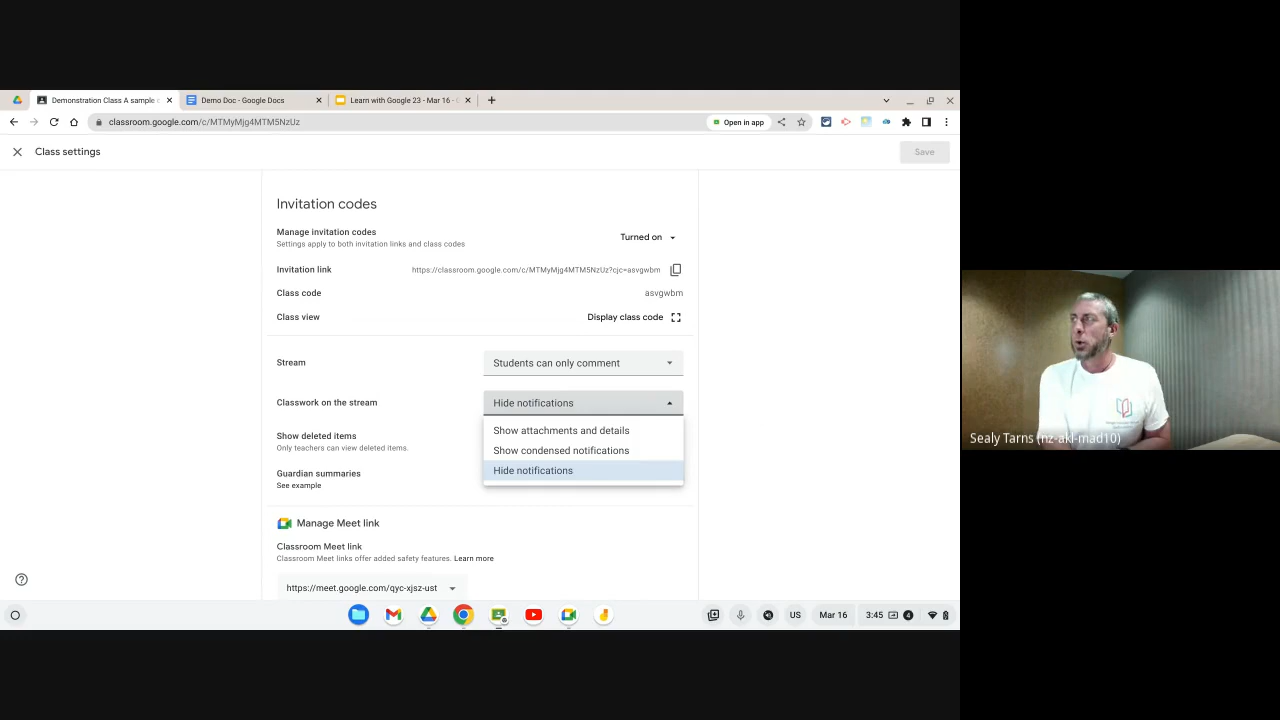 Demonstration Class A sample c
Demo Doc - Google Docs
Learn with Google 23 - Mar 16 -
classroom.google.com/c/MTMyMjg4MTM5NzUz
Open in app
Class settings
Save
Invitation codes
Manage invitation codes
Settings apply to both invitation links and class codes
Turned on
Invitation link
https://classroom.google.com/c/MTMyMjg4MTM5NzUz?cjc=asvgwbm
Class code
asvgwbm
Class view
Display class code
Stream
Students can only comment
Classwork on the stream
Hide notifications
Show attachments and details
Show condensed notifications
Hide notifications
Show deleted items
Only teachers can view deleted items.
Guardian summaries
See example
Manage Meet link
Classroom Meet link
Classroom Meet links offer added safety features. Learn more
https://meet.google.com/qyc-xjsz-ust
US
Mar 16
3:45
4
Sealy Tarns (nz-akl-mad10)